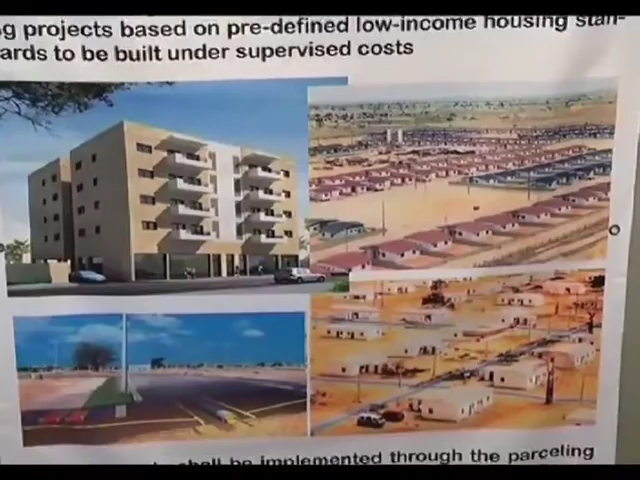 projects based on pre-defined low-income housing stan-
ards to be built under supervised costs
shall be implemented through the parceling